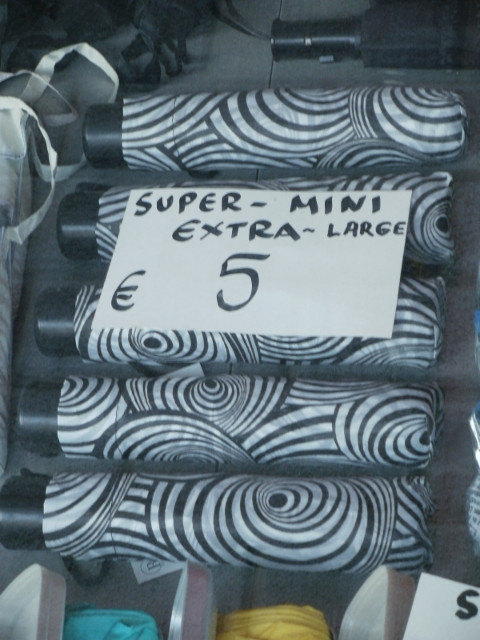 SUPER - MINI
EXTRA - LARGE
€ 5
S